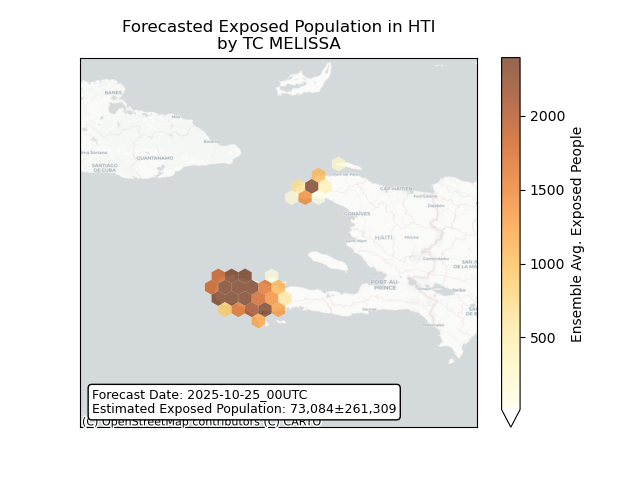 Forecasted Exposed Population in HTI
by TC MELISSA
BANES
GUANTANAMO
SANTIAGO
DE CUBA
CAP-HAÏTIEN
HAITI
PORT-AU-
PRINCE
2000
1500
1000
500
Ensemble Avg. Exposed People
Forecast Date: 2025-10-25_00UTC
Estimated Exposed Population: 73,084±261,309
(C) OpenStreetMap contributors (C) CARTO